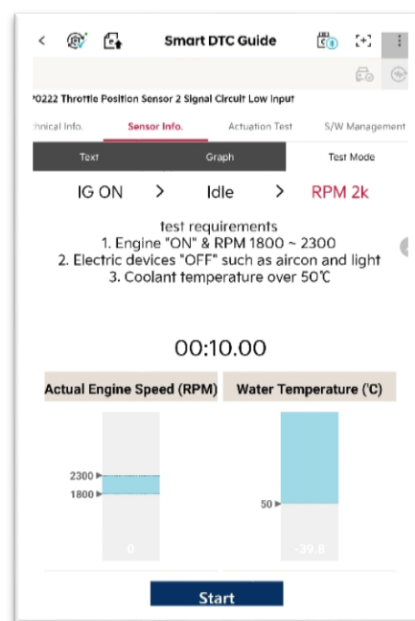 Smart DTC Guide
P0222 Throttle Position Sensor 2 Signal Circuit Low Input
hnical Info. Sensor Info. Actuation Test S/W Management
Text Graph Test Mode
IG ON > Idle > RPM 2k
test requirements
1. Engine "ON" & RPM 1800 ~ 2300
2. Electric devices "OFF" such as aircon and light
3. Coolant temperature over 50℃
00:10.00
Actual Engine Speed (RPM) Water Temperature (℃)
2300
1800
50
0 -39.8
Start